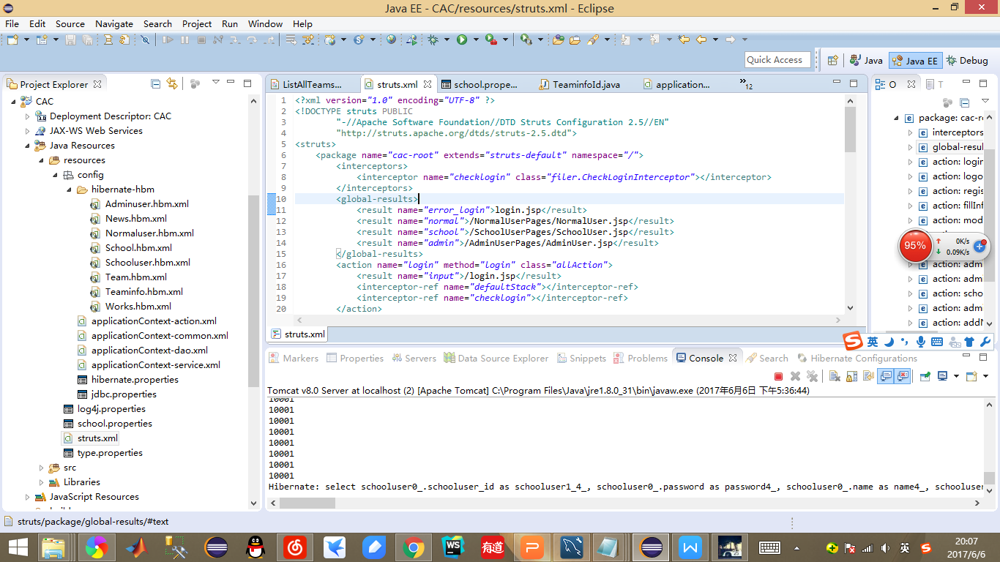 Java EE - CAC/resources/struts.xml - Eclipse
File Edit Source Navigate Search Project Run Window Help
Quick Access
Java
Java EE
Debug
Project Explorer
CAC
Deployment Descriptor: CAC
JAX-WS Web Services
Java Resources
resources
config
hibernate-hbm
Adminuser.hbm.xml
News.hbm.xml
Normaluser.hbm.xml
School.hbm.xml
Schooluser.hbm.xml
Team.hbm.xml
Teaminfo.hbm.xml
Works.hbm.xml
applicationContext-action.xml
applicationContext-common.xml
applicationContext-dao.xml
applicationContext-service.xml
hibernate.properties
jdbc.properties
log4j.properties
school.properties
struts.xml
type.properties
src
Libraries
JavaScript Resources
ListAllTeams... struts.xml school.prope... TeaminfoId.java application... »12
1 <?xml version="1.0" encoding="UTF-8" ?>
2 <!DOCTYPE struts PUBLIC
3 "-//Apache Software Foundation//DTD Struts Configuration 2.5//EN"
4 "http://struts.apache.org/dtds/struts-2.5.dtd">
5 <struts>
6 <package name="cac-root" extends="struts-default" namespace="/">
7 <interceptors>
8 <interceptor name="checklogin" class="filer.CheckLoginInterceptor"></interceptor>
9 </interceptors>
10 <global-results>
11 <result name="error_login">login.jsp</result>
12 <result name="normal">/NormalUserPages/NormalUser.jsp</result>
13 <result name="school">/SchoolUserPages/SchoolUser.jsp</result>
14 <result name="admin">/AdminUserPages/AdminUser.jsp</result>
15 </global-results>
16 <action name="login" method="login" class="allAction">
17 <result name="input">/login.jsp</result>
18 <interceptor-ref name="defaultStack"></interceptor-ref>
19 <interceptor-ref name="checklogin"></interceptor-ref>
20 </action>
struts.xml
O
T
package: cac-r
interceptors
global-resul
action: login
action: logo
action: regis
action: fillInf
action: mod
action: adm
action: adm
action: scho
action: adm
action: addN
95%
0K/s
0.09K/s
英
Markers Properties Servers Data Source Explorer Snippets Problems Console Search Hibernate Configurations
Tomcat v8.0 Server at localhost (2) [Apache Tomcat] C:\Program Files\Java\jre1.8.0_31\bin\javaw.exe (2017年6月6日 下午5:36:44)
10001
10001
10001
10001
10001
10001
10001
10001
Hibernate: select schooluser0_.schooluser_id as schooluser1_4_, schooluser0_.password as password4_, schooluser0_.name as name4_, schooluser
struts/package/global-results/#text
WS
有道
P
W
英
20:07
2017/6/6